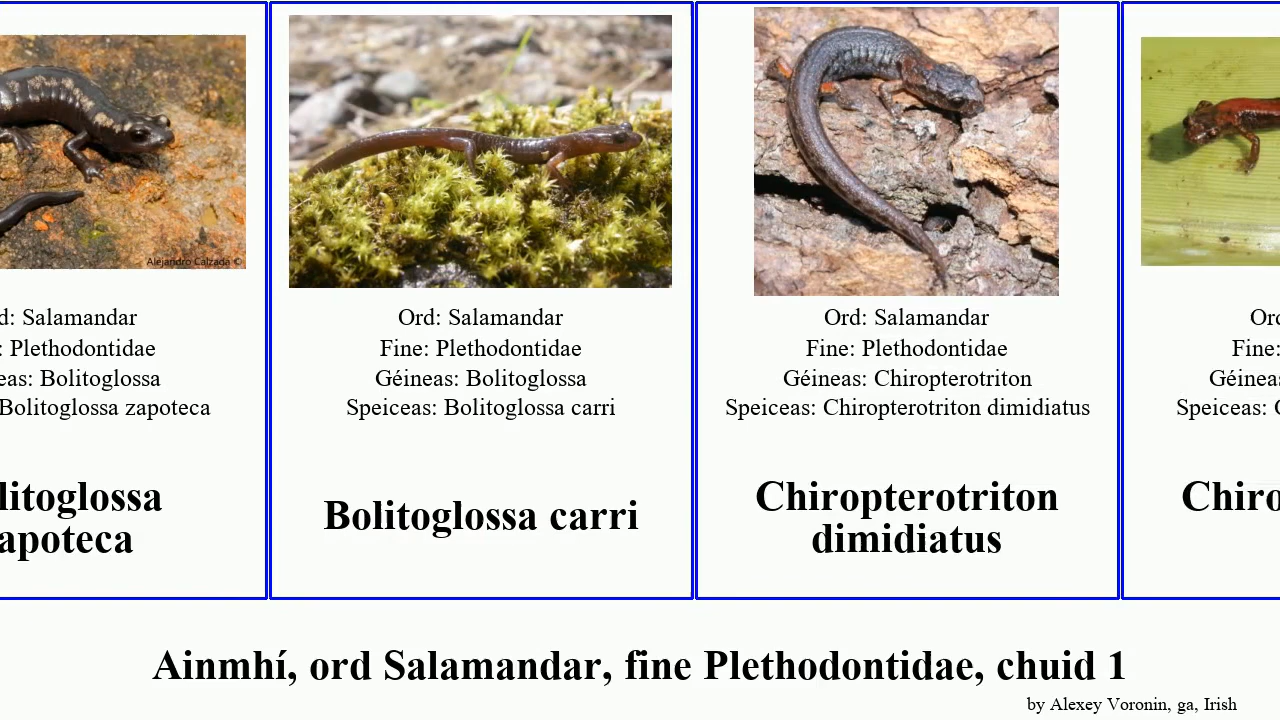 Alejandro Calzada ©
d: Salamandar
: Plethodontidae
eas: Bolitoglossa
Bolitoglossa zapoteca
litoglossa
apoteca
Ord: Salamandar
Fine: Plethodontidae
Géineas: Bolitoglossa
Speiceas: Bolitoglossa carri
Bolitoglossa carri
Ord: Salamandar
Fine: Plethodontidae
Géineas: Chiropterotriton
Speiceas: Chiropterotriton dimidiatus
Chiropterotriton
dimidiatus
Ord
Fine:
Géineas
Speiceas: C
Chiro
Ainmhí, ord Salamandar, fine Plethodontidae, chuid 1
by Alexey Voronin, ga, Irish